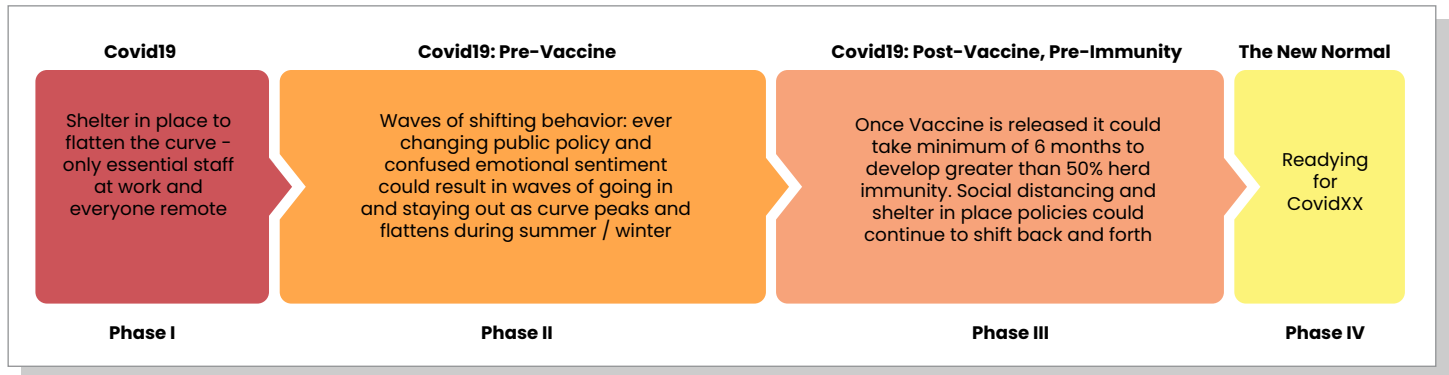 Covid19
Shelter in place to
flatten the curve -
only essential staff
at work and
everyone remote
Phase I
Covid19: Pre-Vaccine
Waves of shifting behavior: ever
changing public policy and
confused emotional sentiment
could result in waves of going in
and staying out as curve peaks and
flattens during summer / winter
Phase II
Covid19: Post-Vaccine, Pre-Immunity
Once Vaccine is released it could
take minimum of 6 months to
develop greater than 50% herd
immunity. Social distancing and
shelter in place policies could
continue to shift back and forth
Phase III
The New Normal
Readying
for
CovidXX
Phase IV